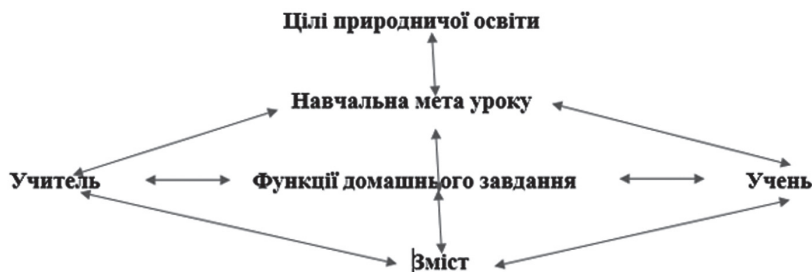 Цілі природничої освіти
Навчальна мета уроку
Учитель Функції домашнього завдання Учень
Зміст